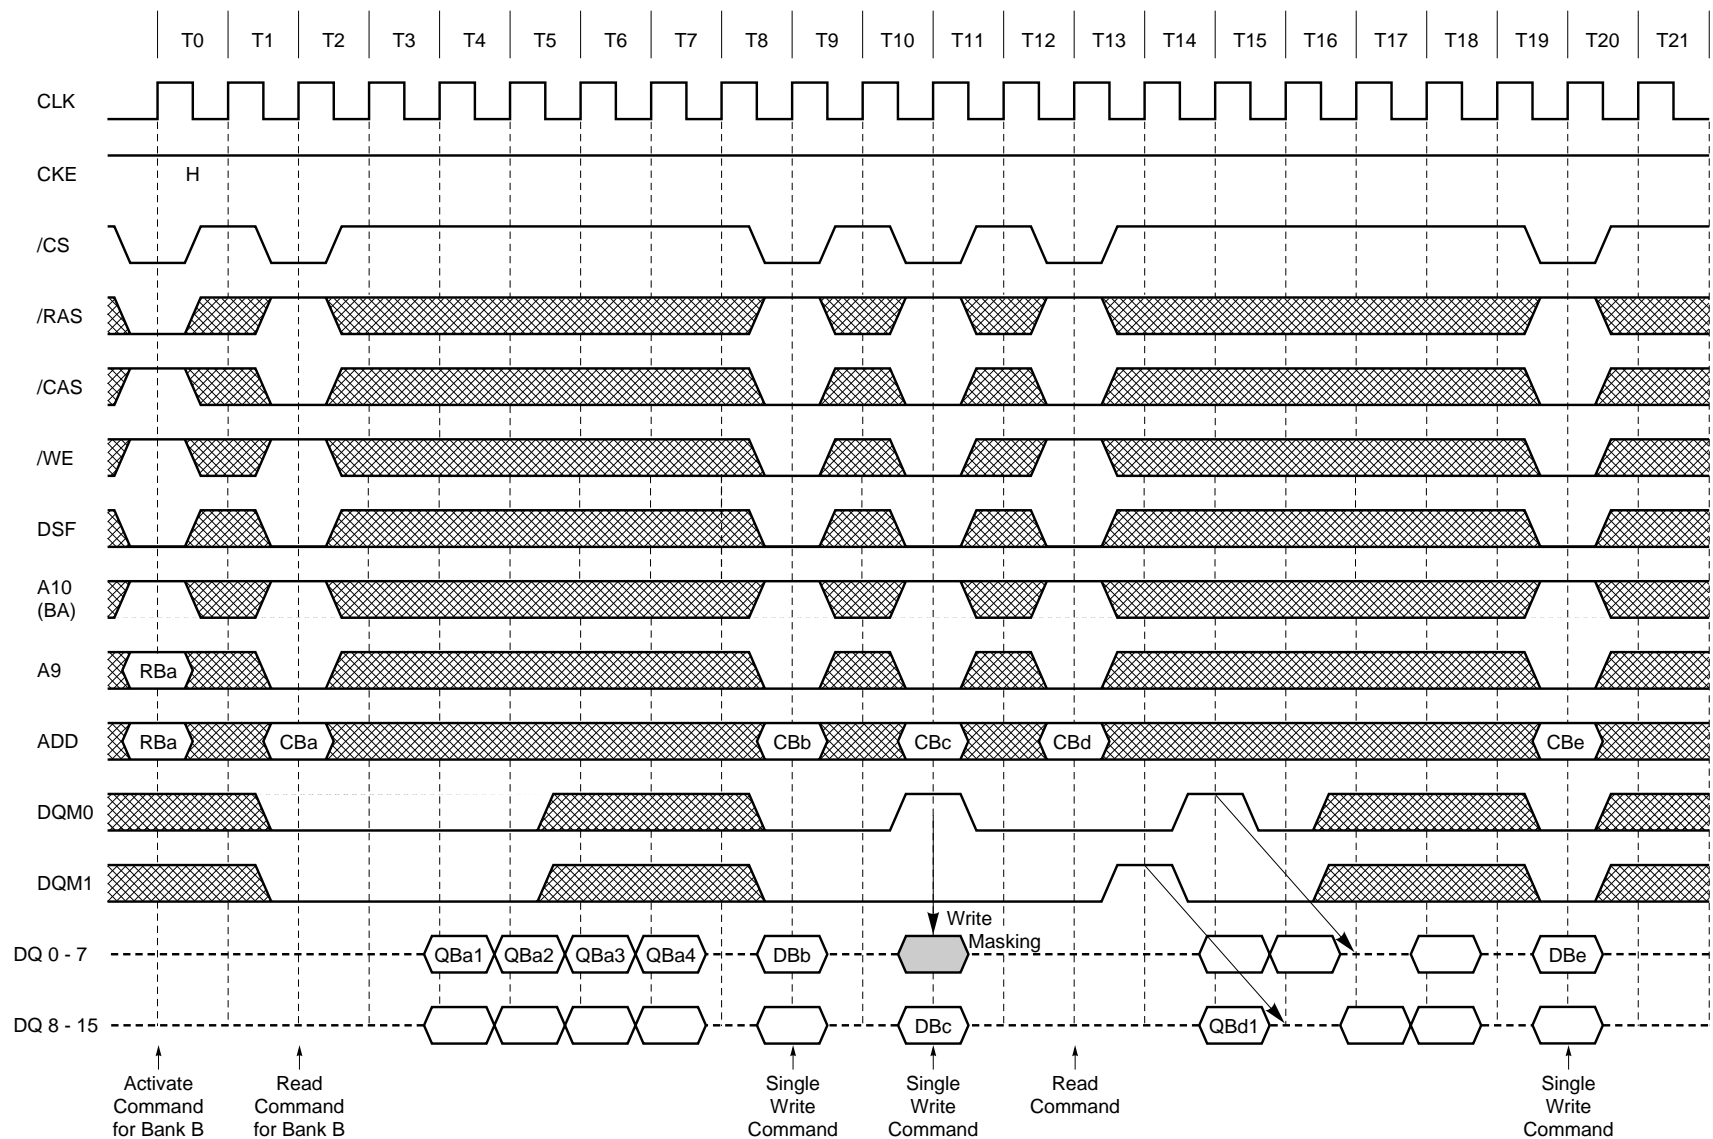 T0 T1 T2 T3 T4 T5 T6 T7 T8 T9 T10 T11 T12 T13 T14 T15 T16 T17 T18 T19 T20 T21
CLK
CKE H
/CS
/RAS
/CAS
/WE
DSF
A10
(BA)
A9 RBa
ADD RBa CBa CBb CBc CBd CBe
DQM0
DQM1
Write
Masking
DQ 0 - 7 QBa1 QBa2 QBa3 QBa4 DBb DBe
DQ 8 - 15 DBc QBd1
Activate
Command
for Bank B
Read
Command
for Bank B
Single
Write
Command
Single
Write
Command
Read
Command
Single
Write
Command